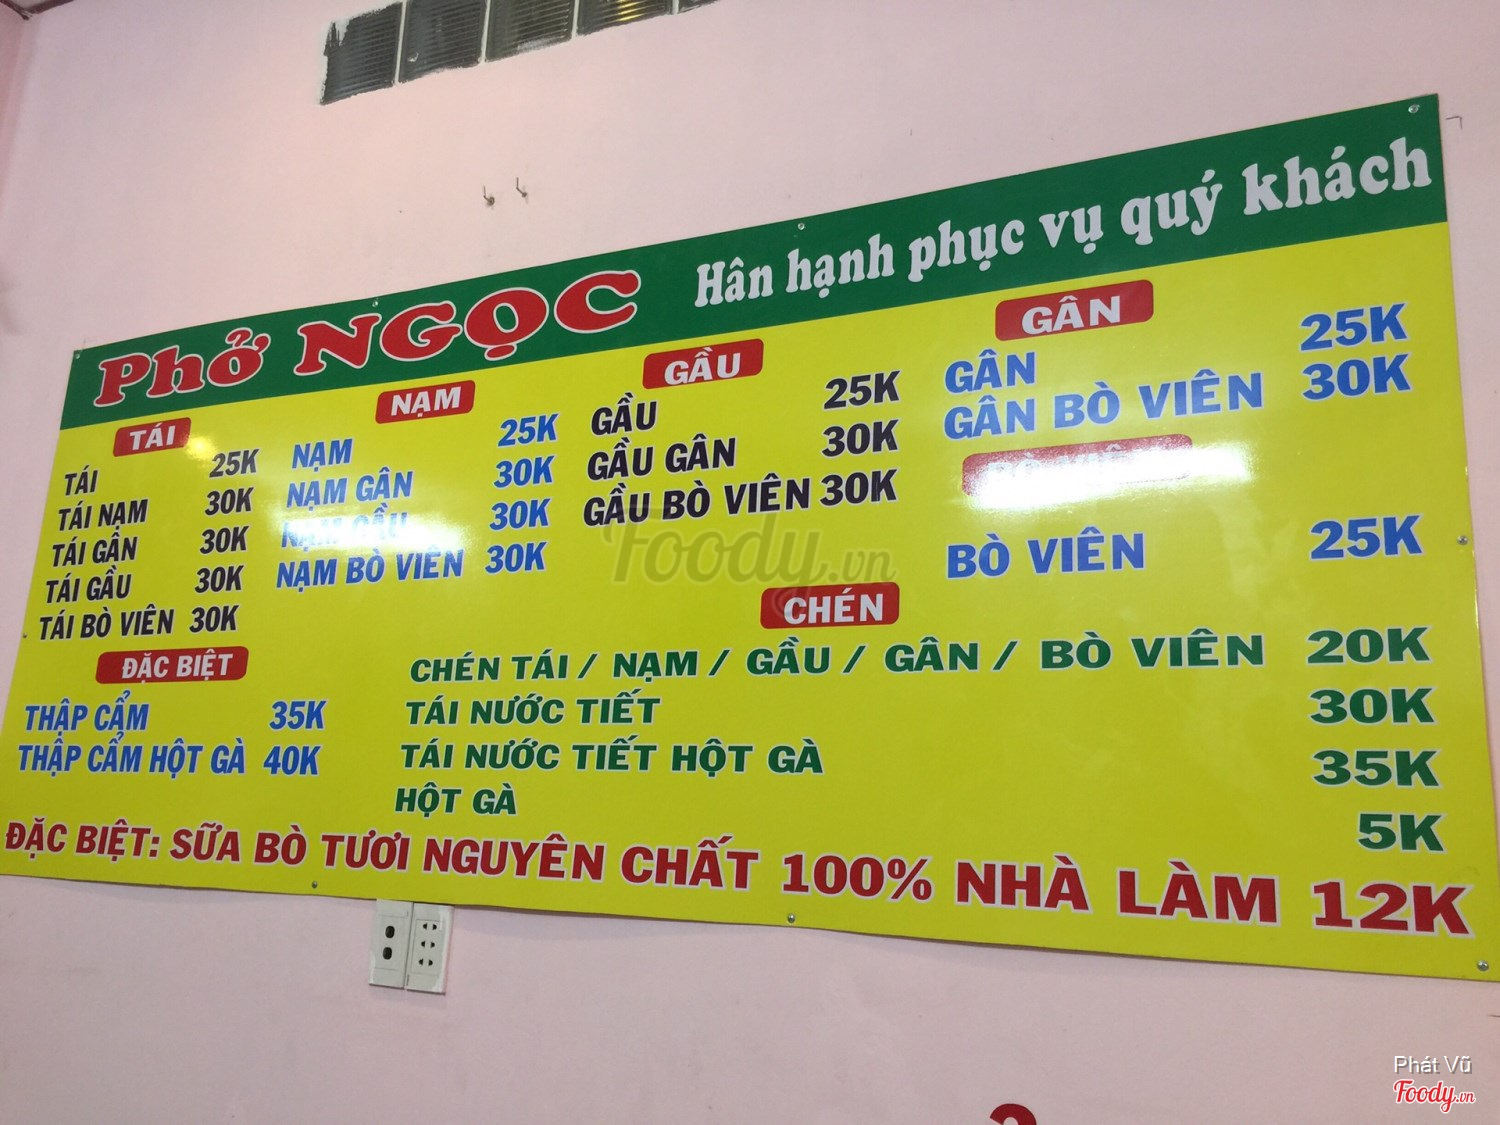 Phở NGỌC Hân hạnh phục vụ quý khách
TÁI
TÁI 25K
TÁI NẠM 30K
TÁI GÂN 30K
TÁI GẦU 30K
TÁI BÒ VIÊN 30K
NẠM
NẠM 25K
NẠM GÂN 30K
NẠM GẦU 30K
NẠM BÒ VIÊN 30K
GẦU
GẦU 25K
GẦU GÂN 30K
GẦU BÒ VIÊN 30K
GÂN
GÂN 25K
GÂN BÒ VIÊN 30K
BÒ VIÊN
BÒ VIÊN 25K
ĐẶC BIỆT
THẬP CẨM 35K
THẬP CẨM HỘT GÀ 40K
CHÉN
CHÉN TÁI / NẠM / GẦU / GÂN / BÒ VIÊN 20K
TÁI NƯỚC TIẾT 30K
TÁI NƯỚC TIẾT HỘT GÀ 35K
HỘT GÀ 5K
ĐẶC BIỆT: SỮA BÒ TƯƠI NGUYÊN CHẤT 100% NHÀ LÀM 12K
Foody.vn
Phát Vũ
Foody.vn